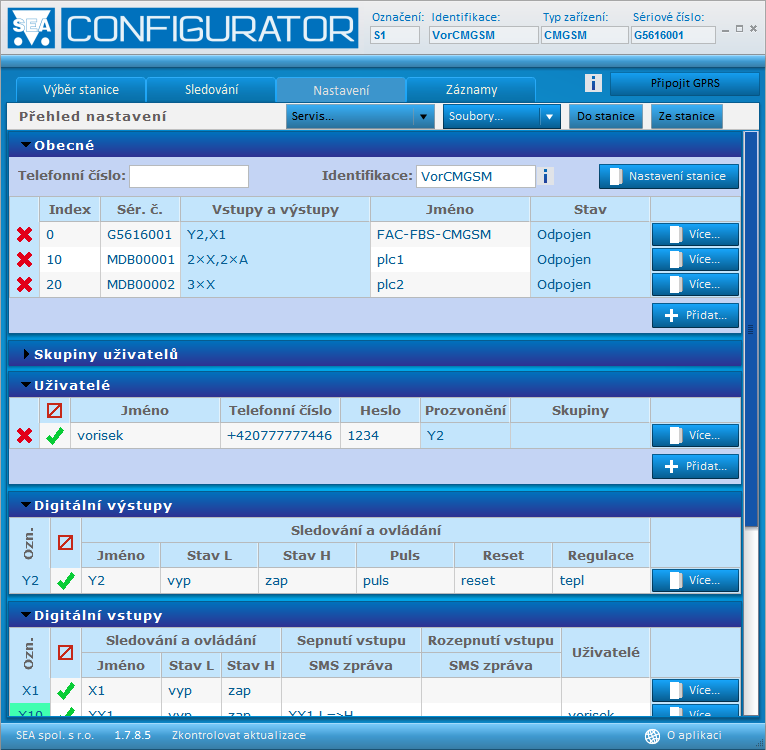 SEA CONFIGURATOR
Označení: Identifikace: Typ zařízení: Sériové číslo:
S1 VorCMGSM CMGSM G5616001
Výběr stanice Sledování Nastavení Záznamy i Připojit GPRS
Přehled nastavení Servis... Soubory... Do stanice Ze stanice
Obecné
Telefonní číslo: Identifikace: VorCMGSM i Nastavení stanice
Index Sér. č. Vstupy a výstupy Jméno Stav
0 G5616001 Y2,X1 FAC-FBS-CMGSM Odpojen Více...
10 MDB00001 2×X,2×A plc1 Odpojen Více...
20 MDB00002 3×X plc2 Odpojen Více...
Přidat...
Skupiny uživatelů
Uživatelé
Jméno Telefonní číslo Heslo Prozvonění Skupiny
vorisek +420777777446 1234 Y2 Více...
Přidat...
Digitální výstupy
Ozn. Sledování a ovládání
Jméno Stav L Stav H Puls Reset Regulace
Y2 Y2 vyp zap puls reset tepl Více...
Digitální vstupy
Ozn. Sledování a ovládání Sepnutí vstupu Rozepnutí vstupu Uživatelé
Jméno Stav L Stav H SMS zpráva SMS zpráva
X1 X1 vyp zap Více...
vyp zap vorisek Více...
SEA spol. s r.o. 1.7.8.5 Zkontrolovat aktualizace O aplikaci